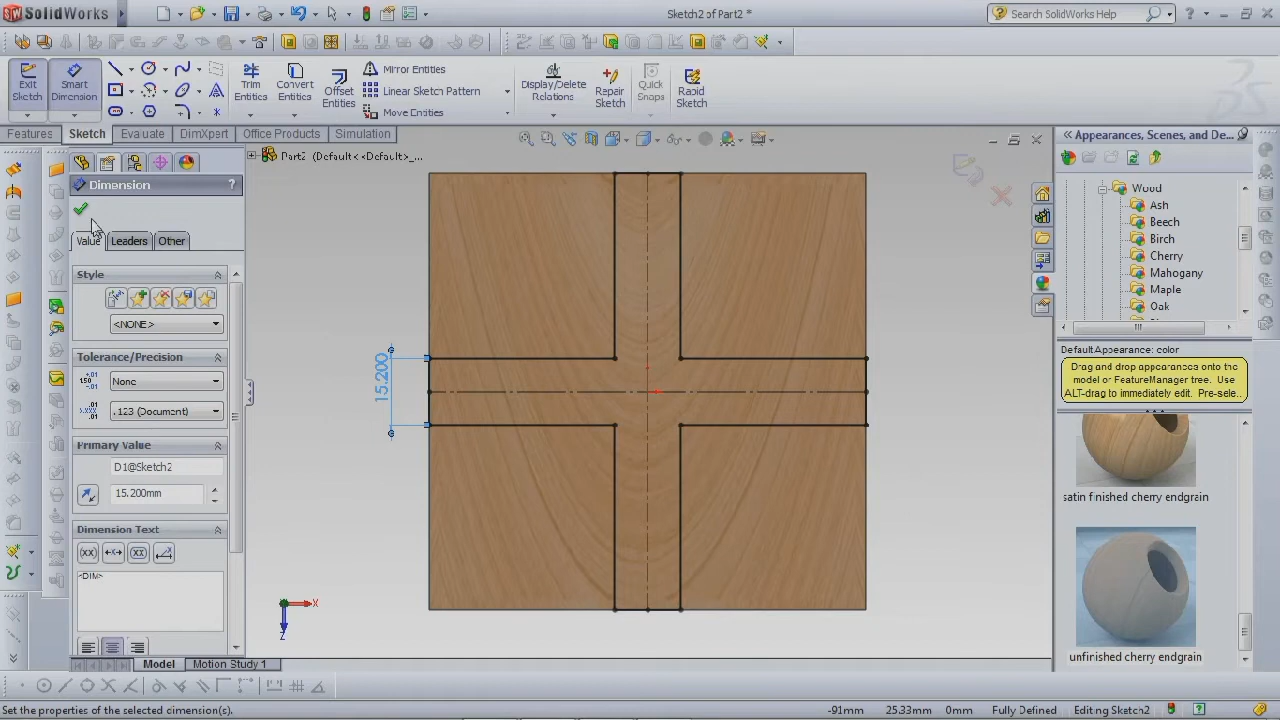 SolidWorks
Sketch2 of Part2 *
Search SolidWorks Help
Exit Sketch
Smart Dimension
Trim Entities
Convert Entities
Offset Entities
Mirror Entities
Linear Sketch Pattern
Move Entities
Display/Delete Relations
Repair Sketch
Quick Snaps
Rapid Sketch
Features
Sketch
Evaluate
DimXpert
Office Products
Simulation
Part2 (Default<<Default>_...
Appearances, Scenes, and De...
Dimension
?
Value
Leaders
Other
Style
<NONE>
Tolerance/Precision
None
.123 (Document)
Primary Value
D1@Sketch2
15.200mm
Dimension Text
<DIM>
15.200
X
Z
Wood
Ash
Beech
Birch
Cherry
Mahogany
Maple
Oak
DefaultAppearance: color
Drag and drop appearances onto the
model or FeatureManager tree. Use
ALT-drag to immediately edit. Pre-sele..
satin finished cherry endgrain
unfinished cherry endgrain
Model
Motion Study 1
Set the properties of the selected dimension(s).
-91mm
25.33mm
0mm
Fully Defined
Editing Sketch2